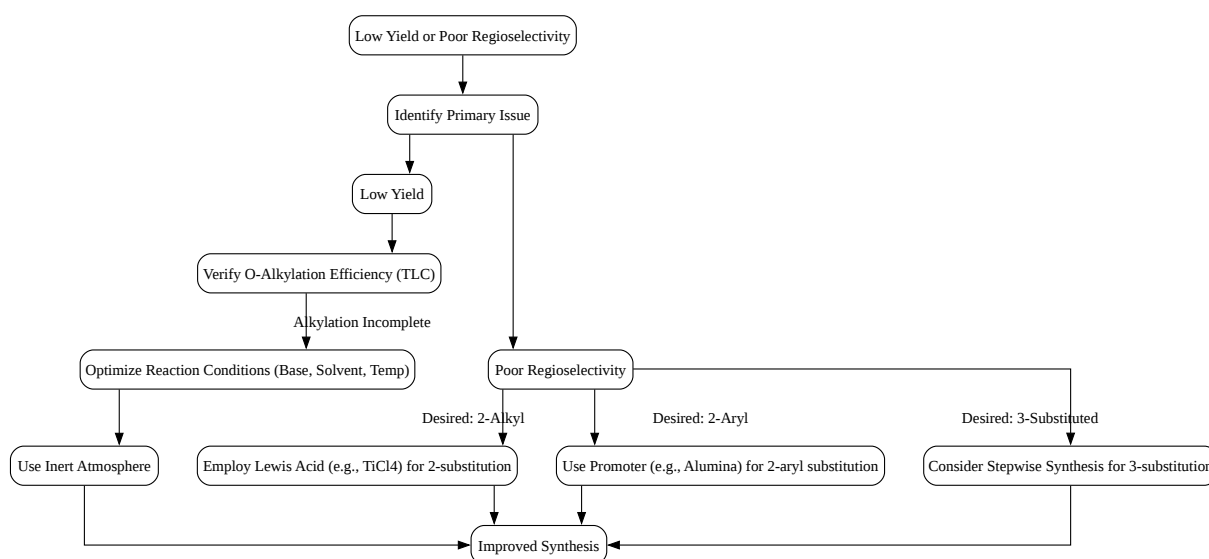 Low Yield or Poor Regioselectivity
Identify Primary Issue
Low Yield
Verify O-Alkylation Efficiency (TLC)
Alkylation Incomplete
Optimize Reaction Conditions (Base, Solvent, Temp)
Poor Regioselectivity
Desired: 2-Alkyl
Desired: 2-Aryl
Desired: 3-Substituted
Use Inert Atmosphere
Employ Lewis Acid (e.g., TiCl4) for 2-substitution
Use Promoter (e.g., Alumina) for 2-aryl substitution
Consider Stepwise Synthesis for 3-substitution
Improved Synthesis